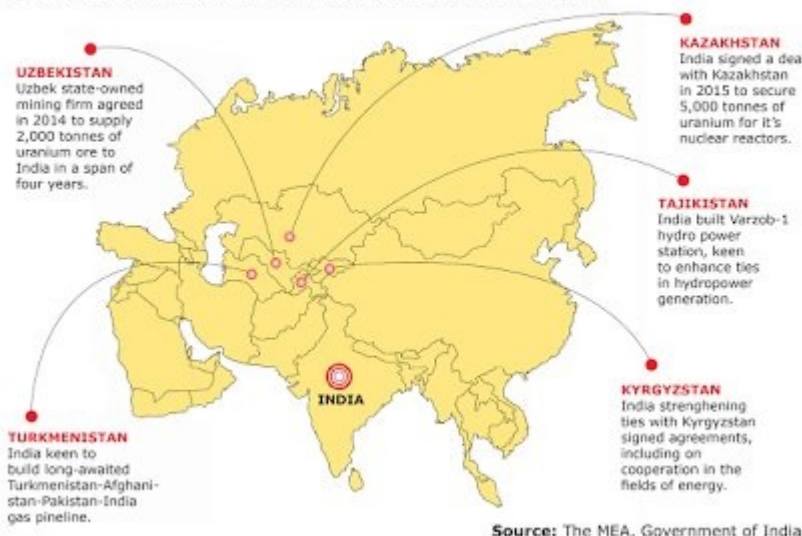 UZBEKISTAN
Uzbek state-owned
mining firm agreed
in 2014 to supply
2,000 tonnes of
uranium ore to
India in a span of
four years.
KAZAKHSTAN
India signed a dea
with Kazakhstan
in 2015 to secure
5,000 tonnes of
uranium for it's
nuclear reactors.
TAJIKISTAN
India built Varzob-1
hydro power
station, keen
to enhance ties
in hydropower
generation.
INDIA
KYRGYZSTAN
India strenghening
ties with Kyrgyzstan
signed agreements,
including on
cooperation in the
fields of energy.
TURKMENISTAN
India keen to
build long-awaited
Turkmenistan-Afghani-
stan-Pakistan-India
gas pineline.
Source: The MEA, Government of India